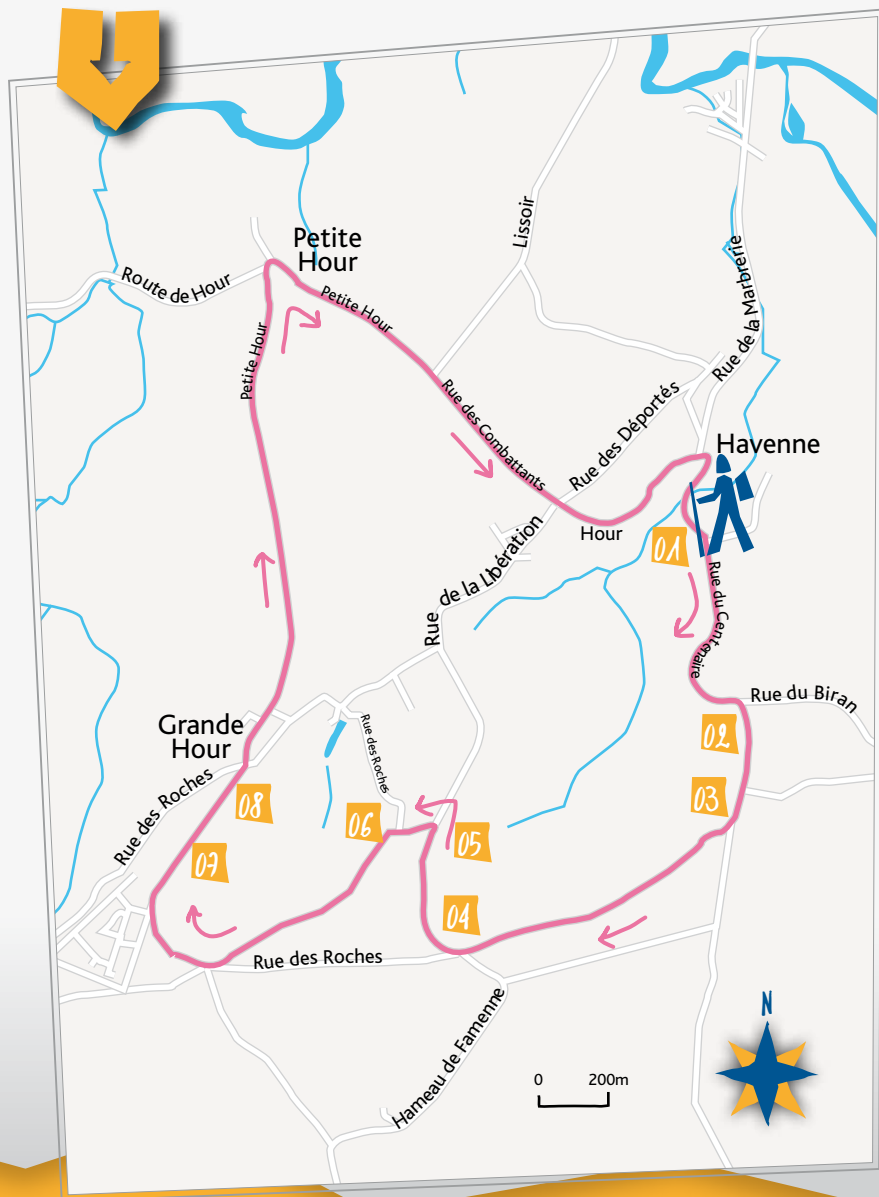 Petite
Hour
Lissoir
Route de Hour
Petite Hour
Rue de la Marbrerie
Petite Hour
Rue des Combattants
Rue des Déportés
Havenne
Hour
01
Rue de la Libération
Rue du Centenaire
Rue du Biran
02
Grande
Hour
Rue des Roches
03
08
Rue des Roches
06
05
07
04
Rue des Roches
Hameau de Famenne
N
0 200m